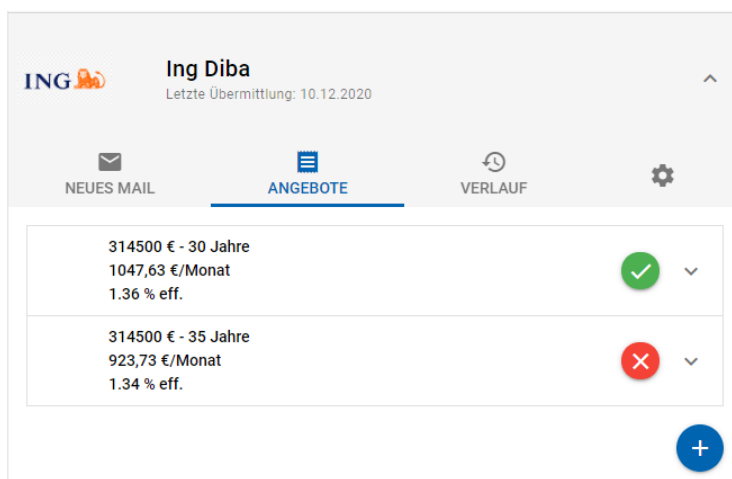 ING
Ing Diba
Letzte Übermittlung: 10.12.2020
NEUES MAIL
ANGEBOTE
VERLAUF
314500 € - 30 Jahre
1047,63 €/Monat
1.36 % eff.
314500 € - 35 Jahre
923,73 €/Monat
1.34 % eff.